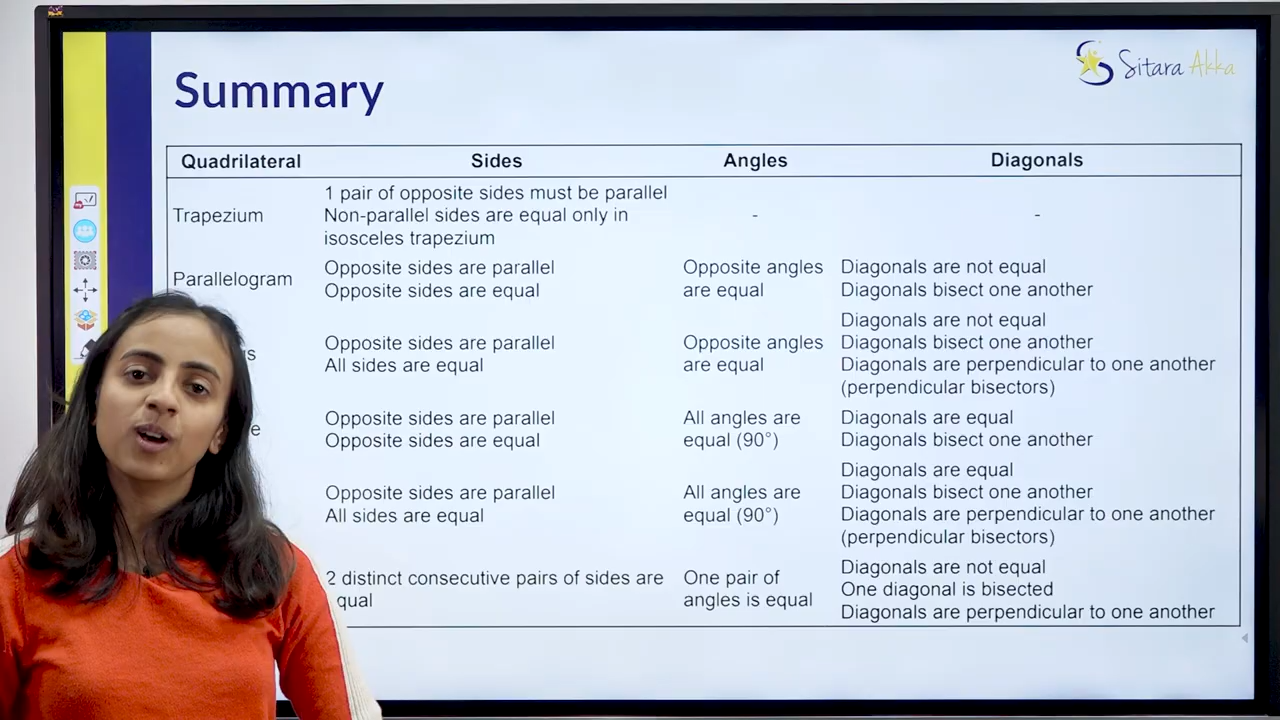 Sitara Akka
Summary
Quadrilateral Sides Angles Diagonals
1 pair of opposite sides must be parallel
Trapezium Non-parallel sides are equal only in - -
isosceles trapezium
Parallelogram Opposite sides are parallel Opposite angles Diagonals are not equal
Opposite sides are equal are equal Diagonals bisect one another
Diagonals are not equal
Opposite sides are parallel Opposite angles Diagonals bisect one another
All sides are equal are equal Diagonals are perpendicular to one another
(perpendicular bisectors)
Opposite sides are parallel All angles are Diagonals are equal
Opposite sides are equal equal (90°) Diagonals bisect one another
Diagonals are equal
Opposite sides are parallel All angles are Diagonals bisect one another
All sides are equal equal (90°) Diagonals are perpendicular to one another
(perpendicular bisectors)
Diagonals are not equal
2 distinct consecutive pairs of sides are One pair of One diagonal is bisected
qual angles is equal Diagonals are perpendicular to one another